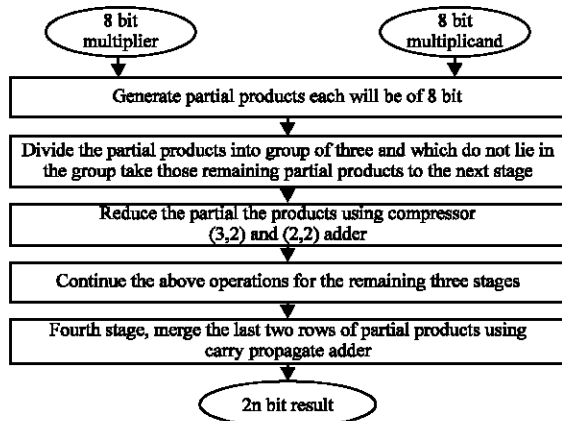 8 bit
multiplier
8 bit
multiplicand
Generate partial products each will be of 8 bit
Divide the partial products into group of three and which do not lie in
the group take those remaining partial products to the next stage
Reduce the partial the products using compressor
(3,2) and (2,2) adder
Continue the above operations for the remaining three stages
Fourth stage, merge the last two rows of partial products using
carry propagate adder
2n bit result